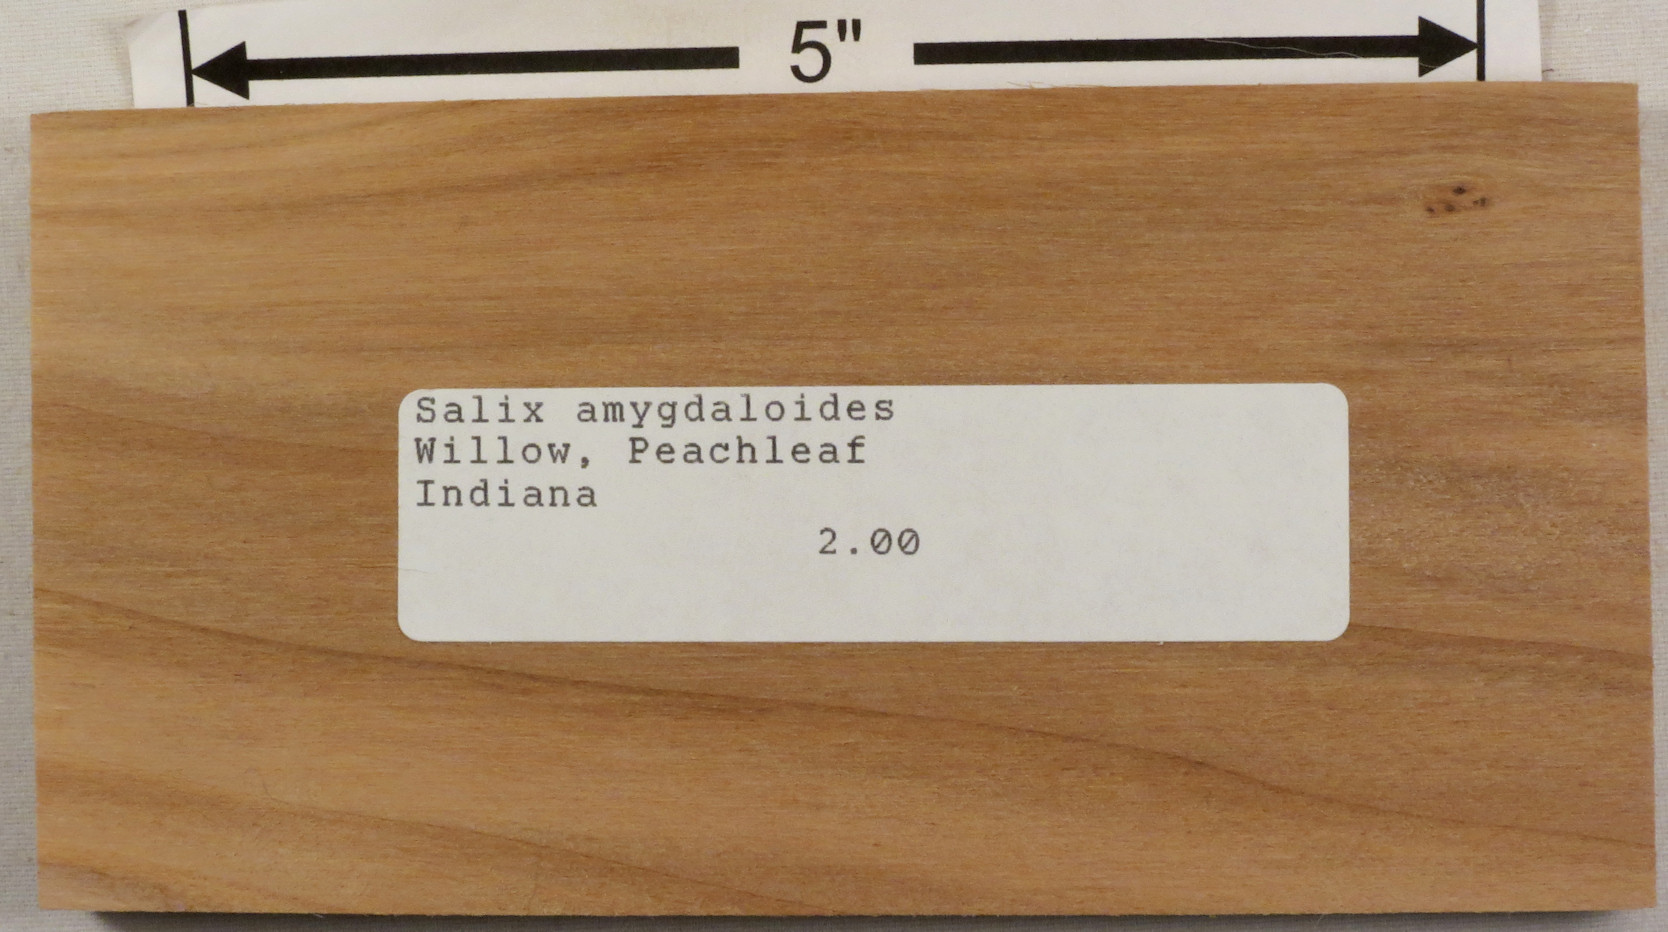 5"
Salix amygdaloides
Willow, Peachleaf
Indiana
2.00